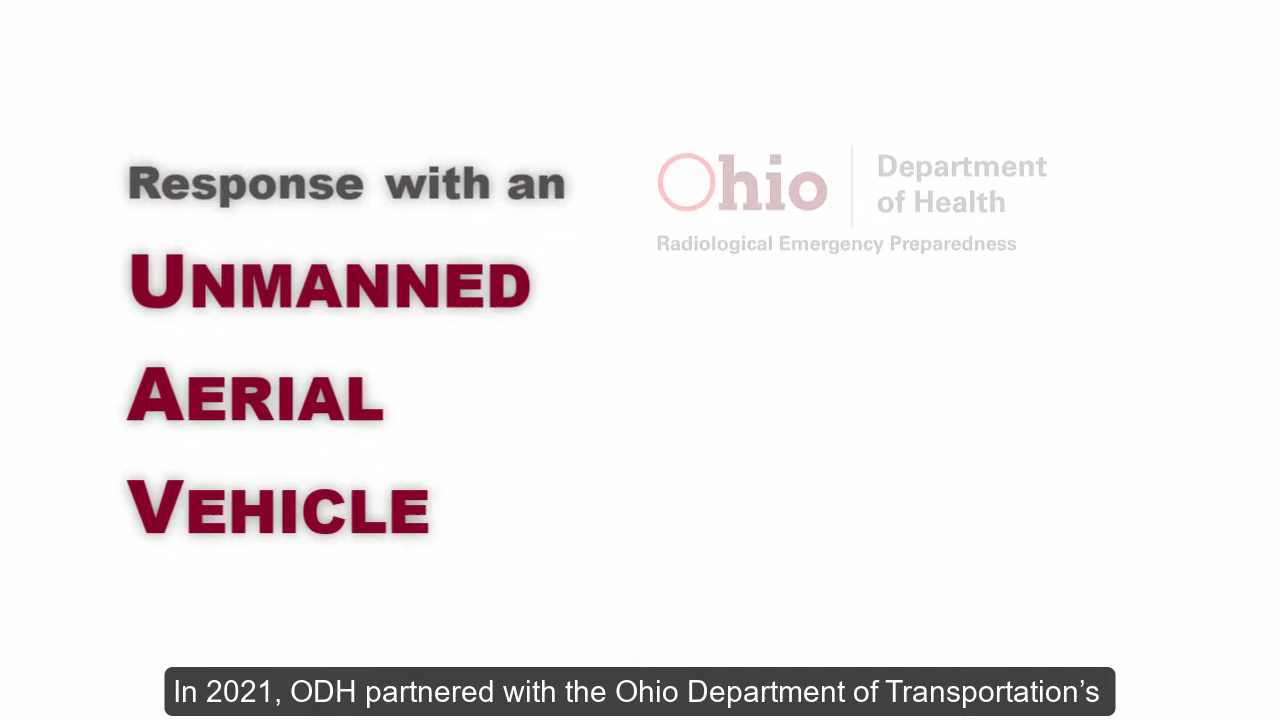 Response with an
UNMANNED
AERIAL
VEHICLE
Ohio
Department
of Health
Radiological Emergency Preparedness
In 2021, ODH partnered with the Ohio Department of Transportation’s